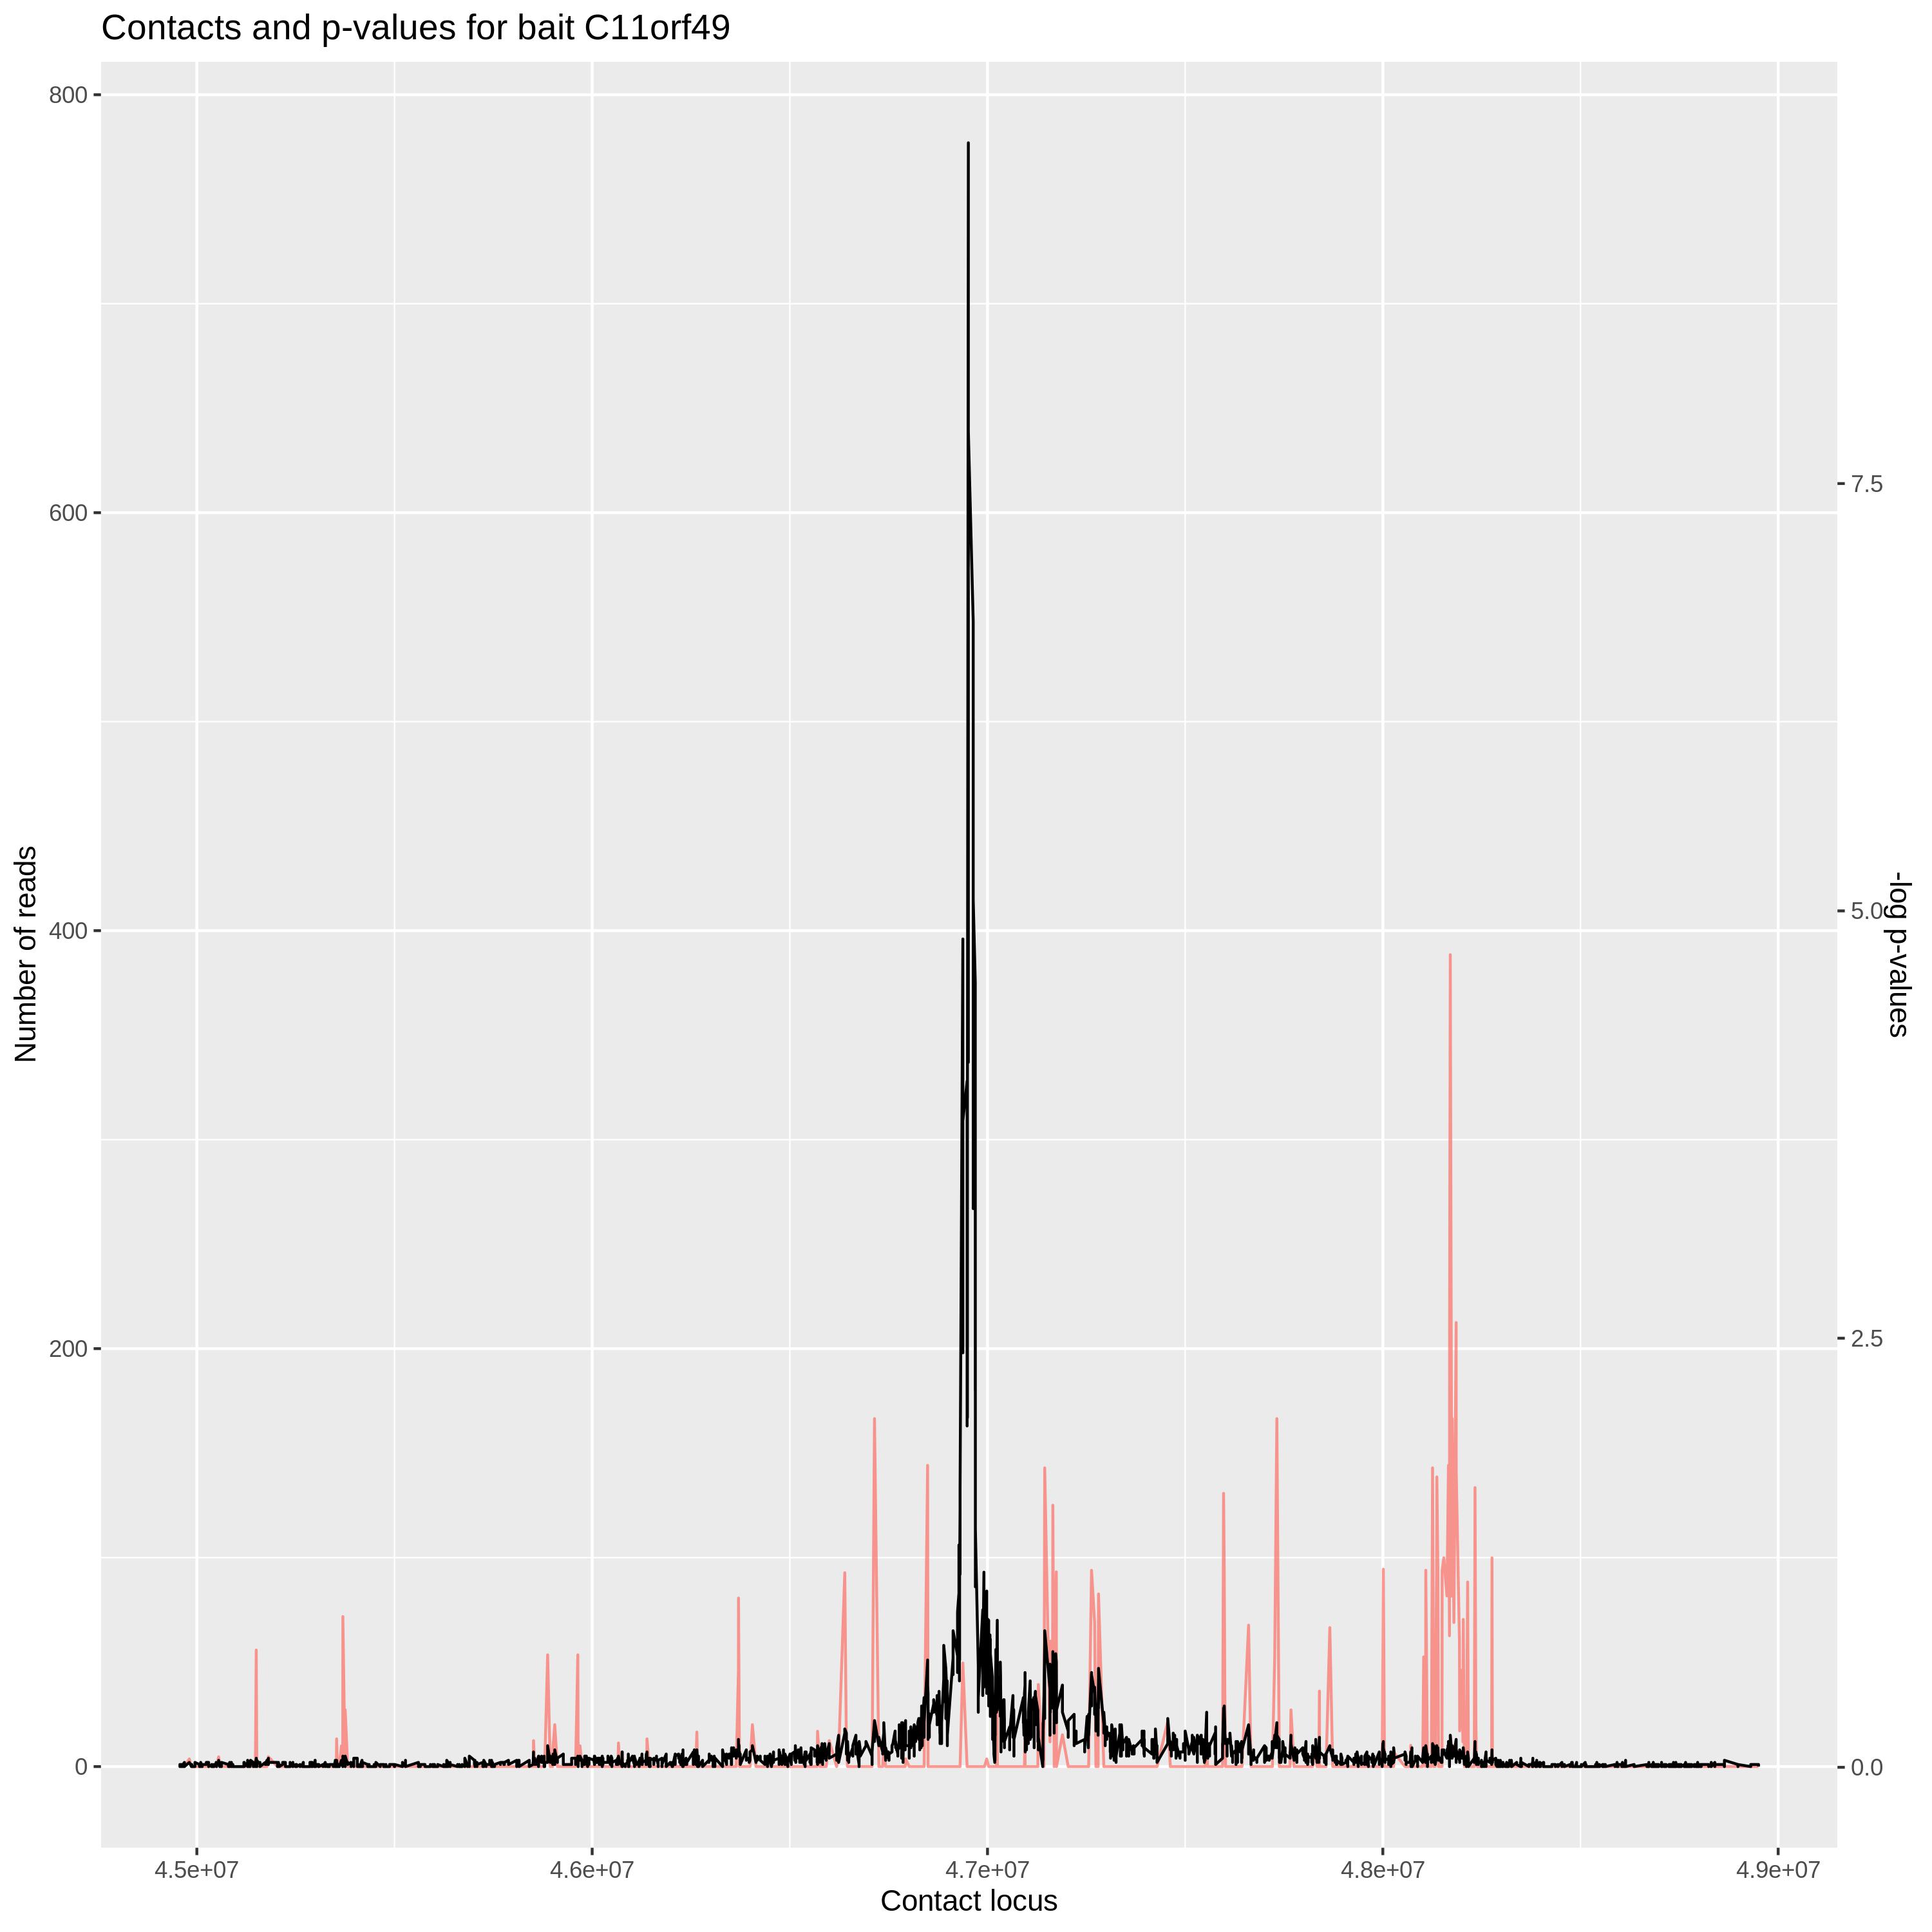 Contacts and p-values for bait C11orf49
800
600
400
200
0
Number of reads
7.5
5.0
2.5
0.0
-log p-values
4.5e+07
4.6e+07
4.7e+07
4.8e+07
4.9e+07
Contact locus